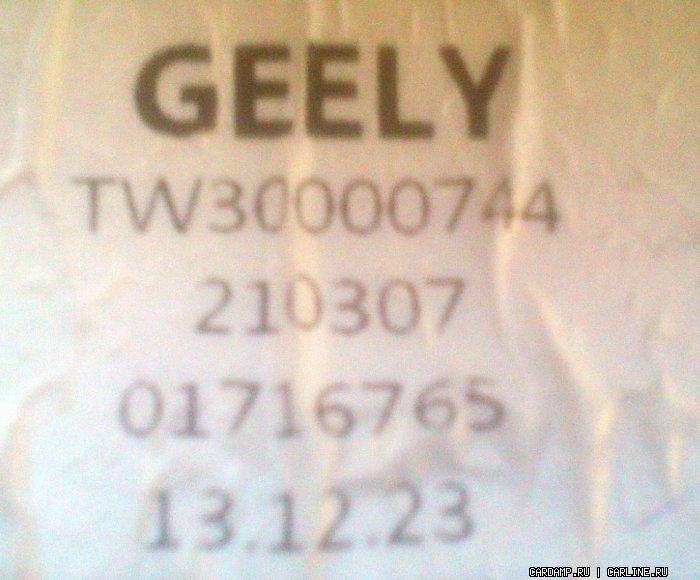 GEELY
TW30000744
210307
01716765
13.12.23
CARDAMP.RU | CARLINE.RU